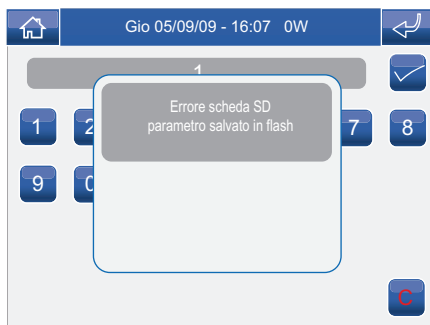 Gio 05/09/09 - 16:07 0W
1
Errore scheda SD
parametro salvato in flash
1 2 7 8
9 0
C